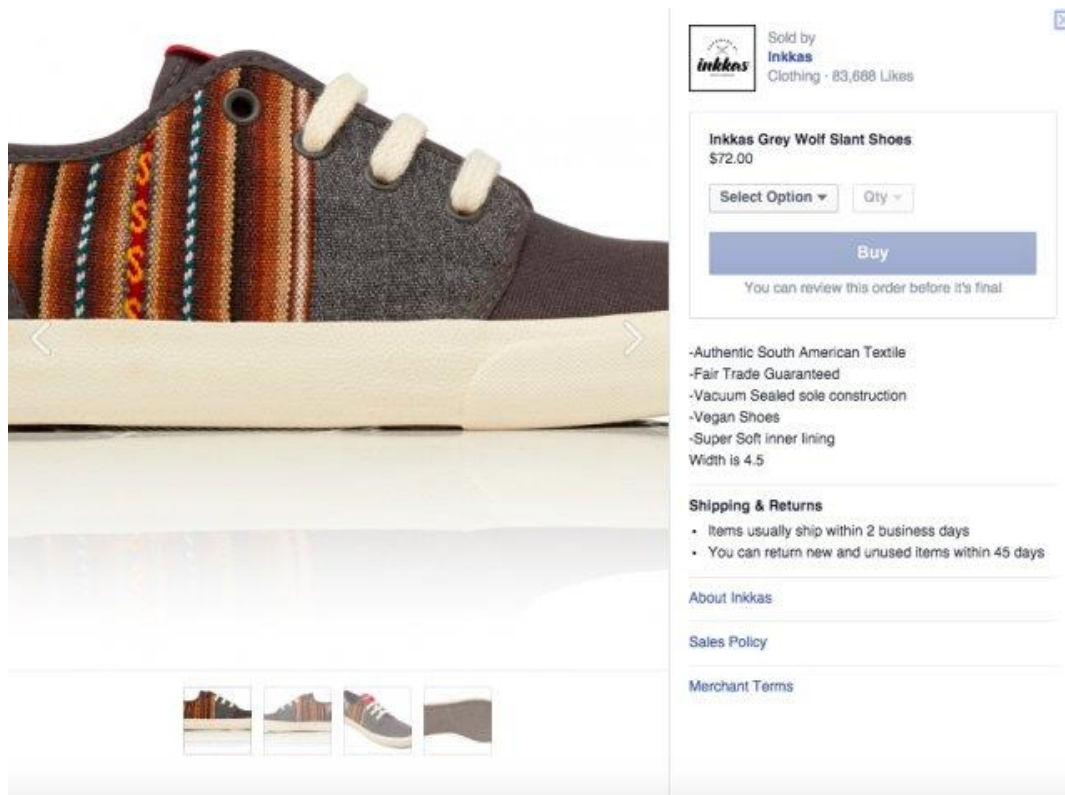 inkkas
Sold by
Inkkas
Clothing · 83,688 Likes
Inkkas Grey Wolf Slant Shoes
$72.00
Select Option
Qty
Buy
You can review this order before it's final
-Authentic South American Textile
-Fair Trade Guaranteed
-Vacuum Sealed sole construction
-Vegan Shoes
-Super Soft inner lining
Width is 4.5
Shipping & Returns
• Items usually ship within 2 business days
• You can return new and unused items within 45 days
About Inkkas
Sales Policy
Merchant Terms